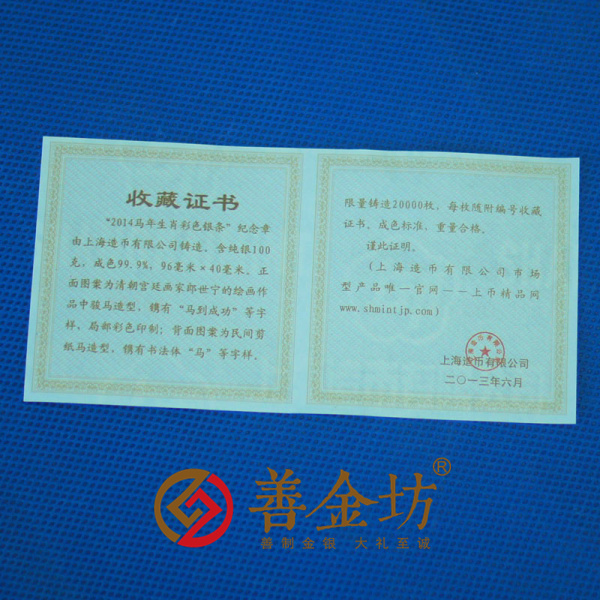 收藏证书
“2014马年生肖彩色银条”纪念章
由上海造币有限公司铸造。含纯银100
克，成色99.9%，96毫米×40毫米。正
面图案为清朝宫廷画家郎世宁的绘画作
品中骏马造型，镌有“马到成功”等字
样，局部彩色印制；背面图案为民间剪
纸马造型，镌有书法体“马”等字样。
限量铸造20000枚，每枚随附编号收藏
证书。成色标准，重量合格。
谨此证明。
(上海造币有限公司市场
型产品唯一官网——上币精品网
www.shmintjp.com)
上海造币有限公司
二〇一三年六月
善金坊®
善制金银 大礼至诚